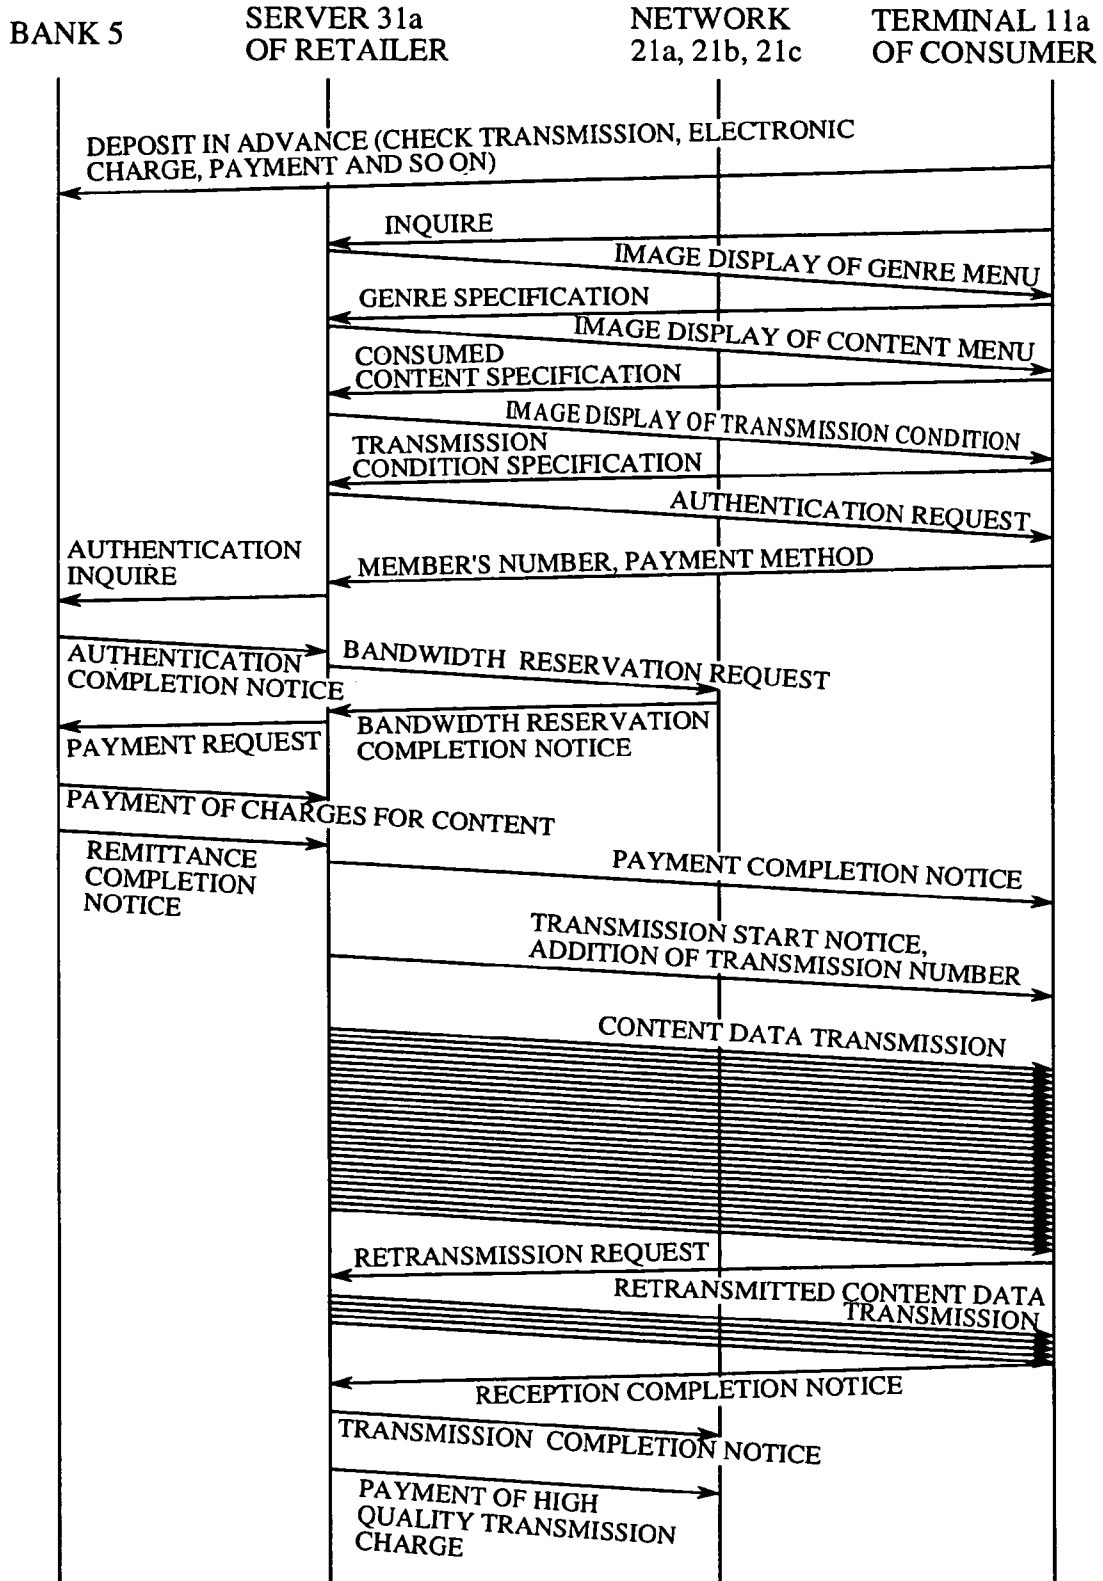 BANK 5
SERVER 31a
OF RETAILER
NETWORK
21a, 21b, 21c
TERMINAL 11a
OF CONSUMER
DEPOSIT IN ADVANCE (CHECK TRANSMISSION, ELECTRONIC
CHARGE, PAYMENT AND SO ON)
INQUIRE
IMAGE DISPLAY OF GENRE MENU
GENRE SPECIFICATION
IMAGE DISPLAY OF CONTENT MENU
CONSUMED
CONTENT SPECIFICATION
IMAGE DISPLAY OF TRANSMISSION CONDITION
TRANSMISSION
CONDITION SPECIFICATION
AUTHENTICATION REQUEST
MEMBER'S NUMBER, PAYMENT METHOD
AUTHENTICATION
INQUIRE
AUTHENTICATION
COMPLETION NOTICE
BANDWIDTH RESERVATION REQUEST
BANDWIDTH RESERVATION
COMPLETION NOTICE
PAYMENT REQUEST
PAYMENT OF CHARGES FOR CONTENT
REMITTANCE
COMPLETION
NOTICE
PAYMENT COMPLETION NOTICE
TRANSMISSION START NOTICE,
ADDITION OF TRANSMISSION NUMBER
CONTENT DATA TRANSMISSION
RETRANSMISSION REQUEST
RETRANSMITTED CONTENT DATA
TRANSMISSION
RECEPTION COMPLETION NOTICE
TRANSMISSION COMPLETION NOTICE
PAYMENT OF HIGH
QUALITY TRANSMISSION
CHARGE